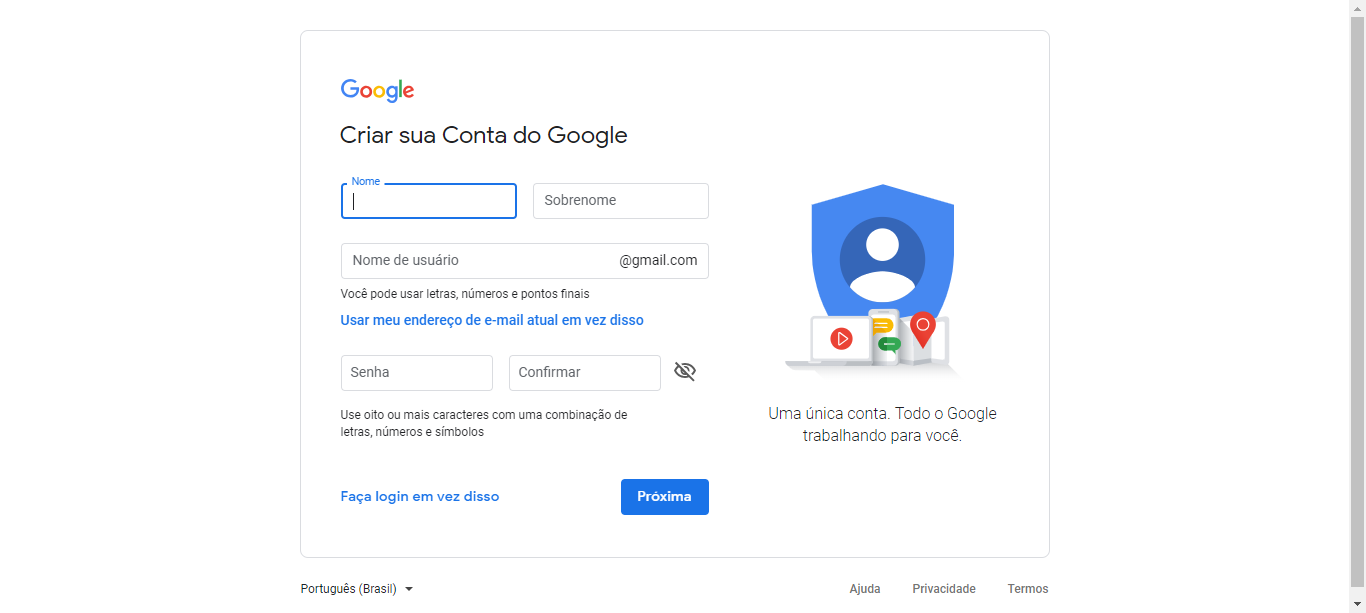 Google
Criar sua Conta do Google
Nome
Sobrenome
Nome de usuário
@gmail.com
Você pode usar letras, números e pontos finais
Usar meu endereço de e-mail atual em vez disso
Senha
Confirmar
Use oito ou mais caracteres com uma combinação de
letras, números e símbolos
Faça login em vez disso
Próxima
Uma única conta. Todo o Google
trabalhando para você.
Português (Brasil)
Ajuda
Privacidade
Termos